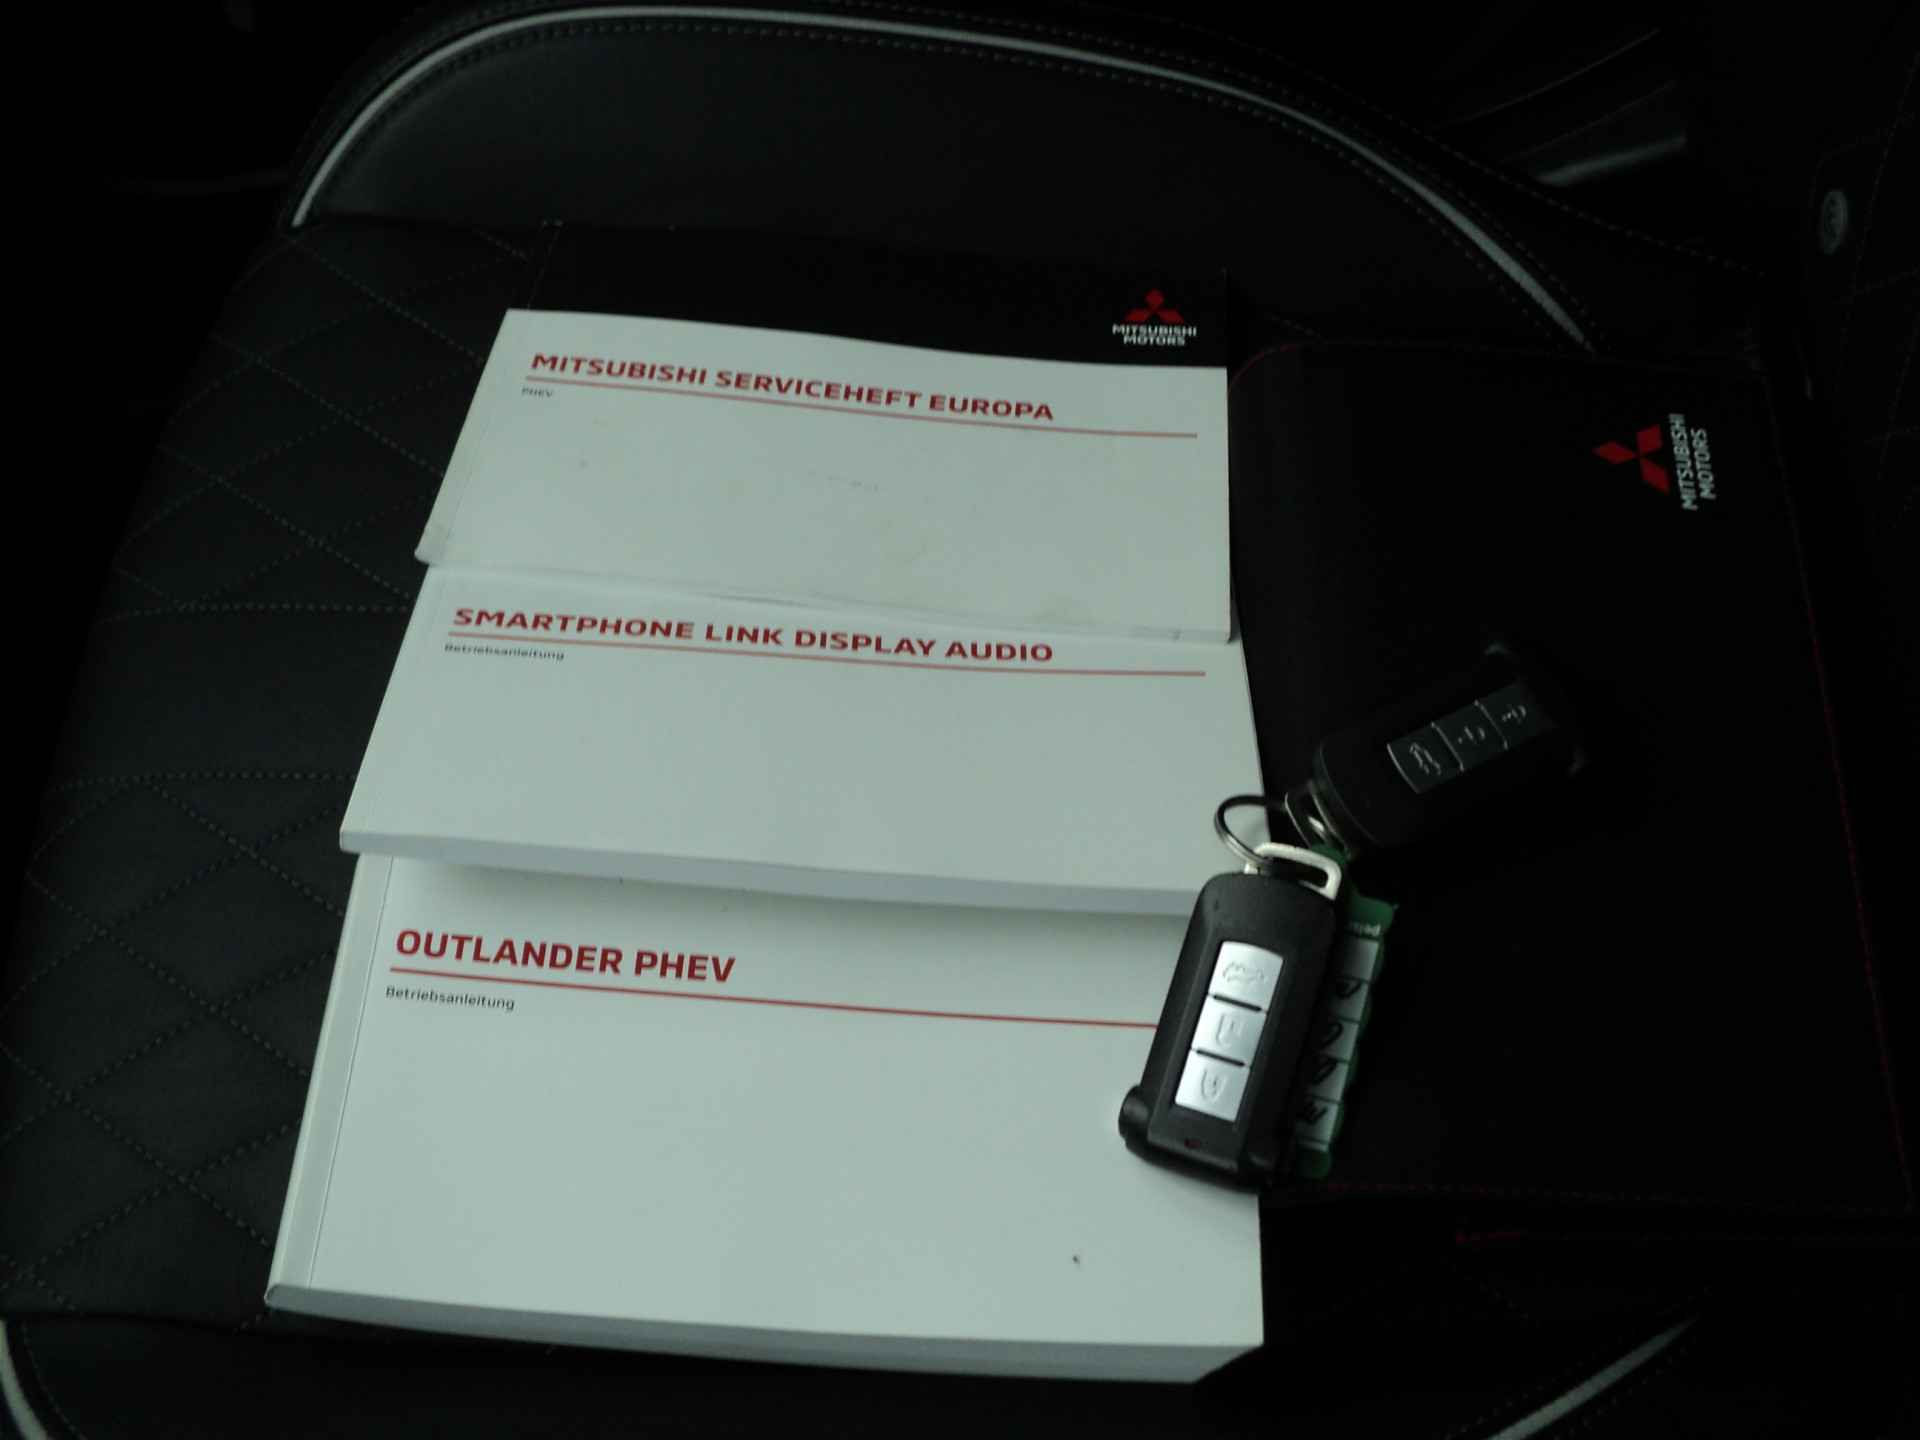 MITSUBISHI
MOTORS
MITSUBISHI SERVICEHEFT EUROPA
PHEV
MITSUBISHI
MOTORS
SMARTPHONE LINK DISPLAY AUDIO
Betriebsanleitung
OUTLANDER PHEV
Betriebsanleitung